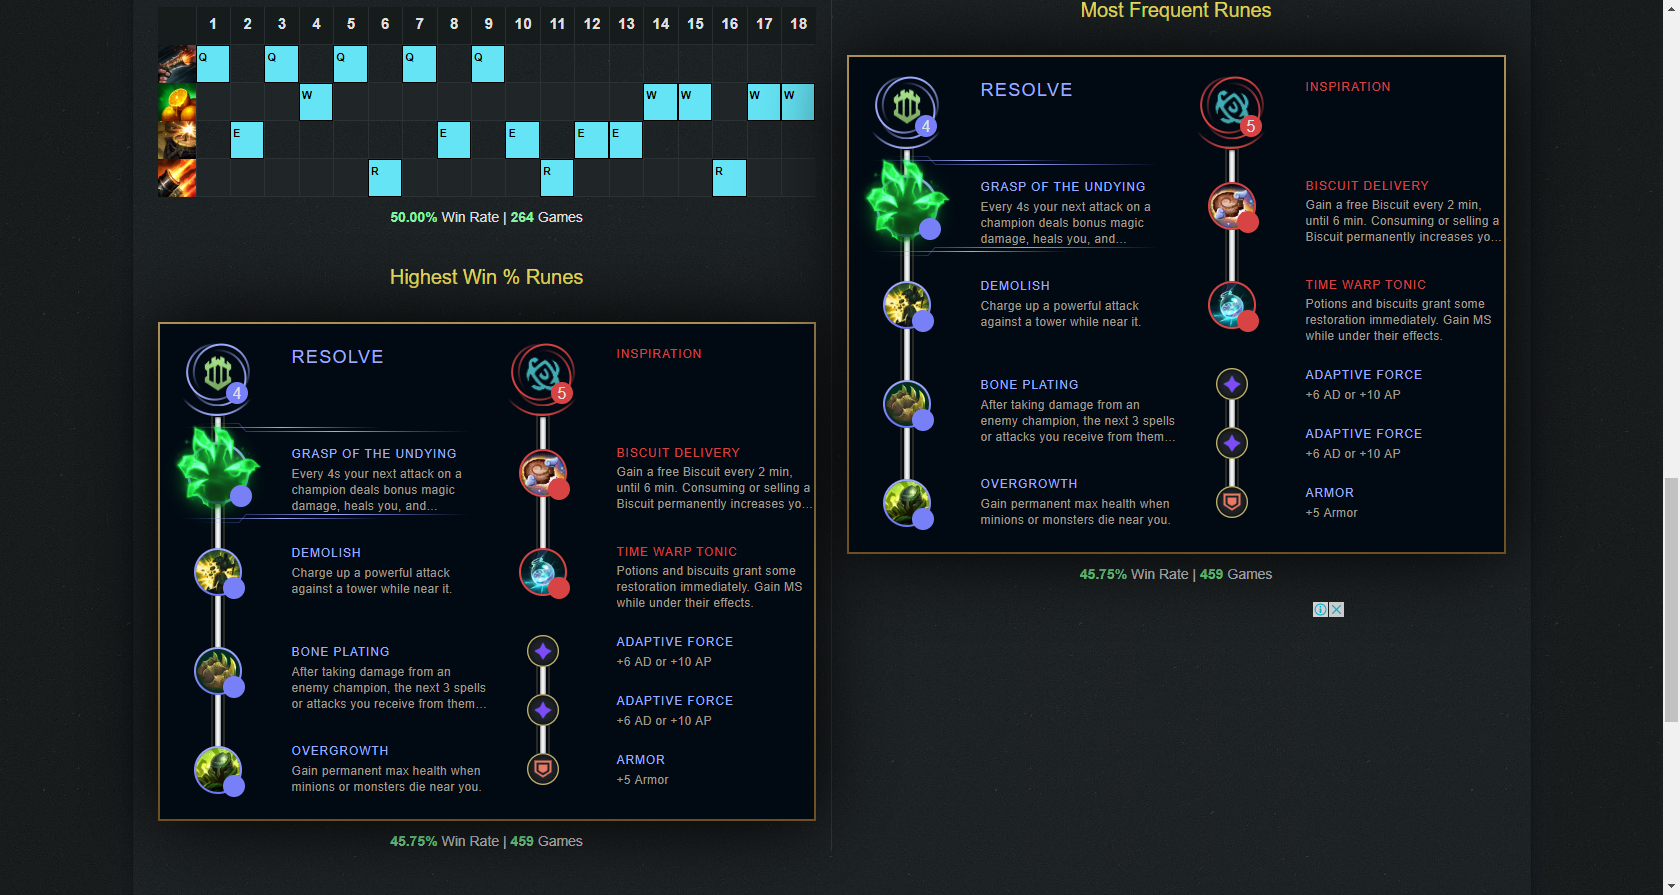 1 2 3 4 5 6 7 8 9 10 11 12 13 14 15 16 17 18
Q Q Q Q Q
W W W W W
E E E E E
R R R
50.00% Win Rate | 264 Games
Highest Win % Runes
4
RESOLVE
GRASP OF THE UNDYING
Every 4s your next attack on a
champion deals bonus magic
damage, heals you, and...
DEMOLISH
Charge up a powerful attack
against a tower while near it.
BONE PLATING
After taking damage from an
enemy champion, the next 3 spells
or attacks you receive from them...
OVERGROWTH
Gain permanent max health when
minions or monsters die near you.
5
INSPIRATION
BISCUIT DELIVERY
Gain a free Biscuit every 2 min,
until 6 min. Consuming or selling a
Biscuit permanently increases yo...
TIME WARP TONIC
Potions and biscuits grant some
restoration immediately. Gain MS
while under their effects.
ADAPTIVE FORCE
+6 AD or +10 AP
ADAPTIVE FORCE
+6 AD or +10 AP
ARMOR
+5 Armor
45.75% Win Rate | 459 Games
Most Frequent Runes
4
RESOLVE
GRASP OF THE UNDYING
Every 4s your next attack on a
champion deals bonus magic
damage, heals you, and...
DEMOLISH
Charge up a powerful attack
against a tower while near it.
BONE PLATING
After taking damage from an
enemy champion, the next 3 spells
or attacks you receive from them...
OVERGROWTH
Gain permanent max health when
minions or monsters die near you.
5
INSPIRATION
BISCUIT DELIVERY
Gain a free Biscuit every 2 min,
until 6 min. Consuming or selling a
Biscuit permanently increases yo...
TIME WARP TONIC
Potions and biscuits grant some
restoration immediately. Gain MS
while under their effects.
ADAPTIVE FORCE
+6 AD or +10 AP
ADAPTIVE FORCE
+6 AD or +10 AP
ARMOR
+5 Armor
45.75% Win Rate | 459 Games